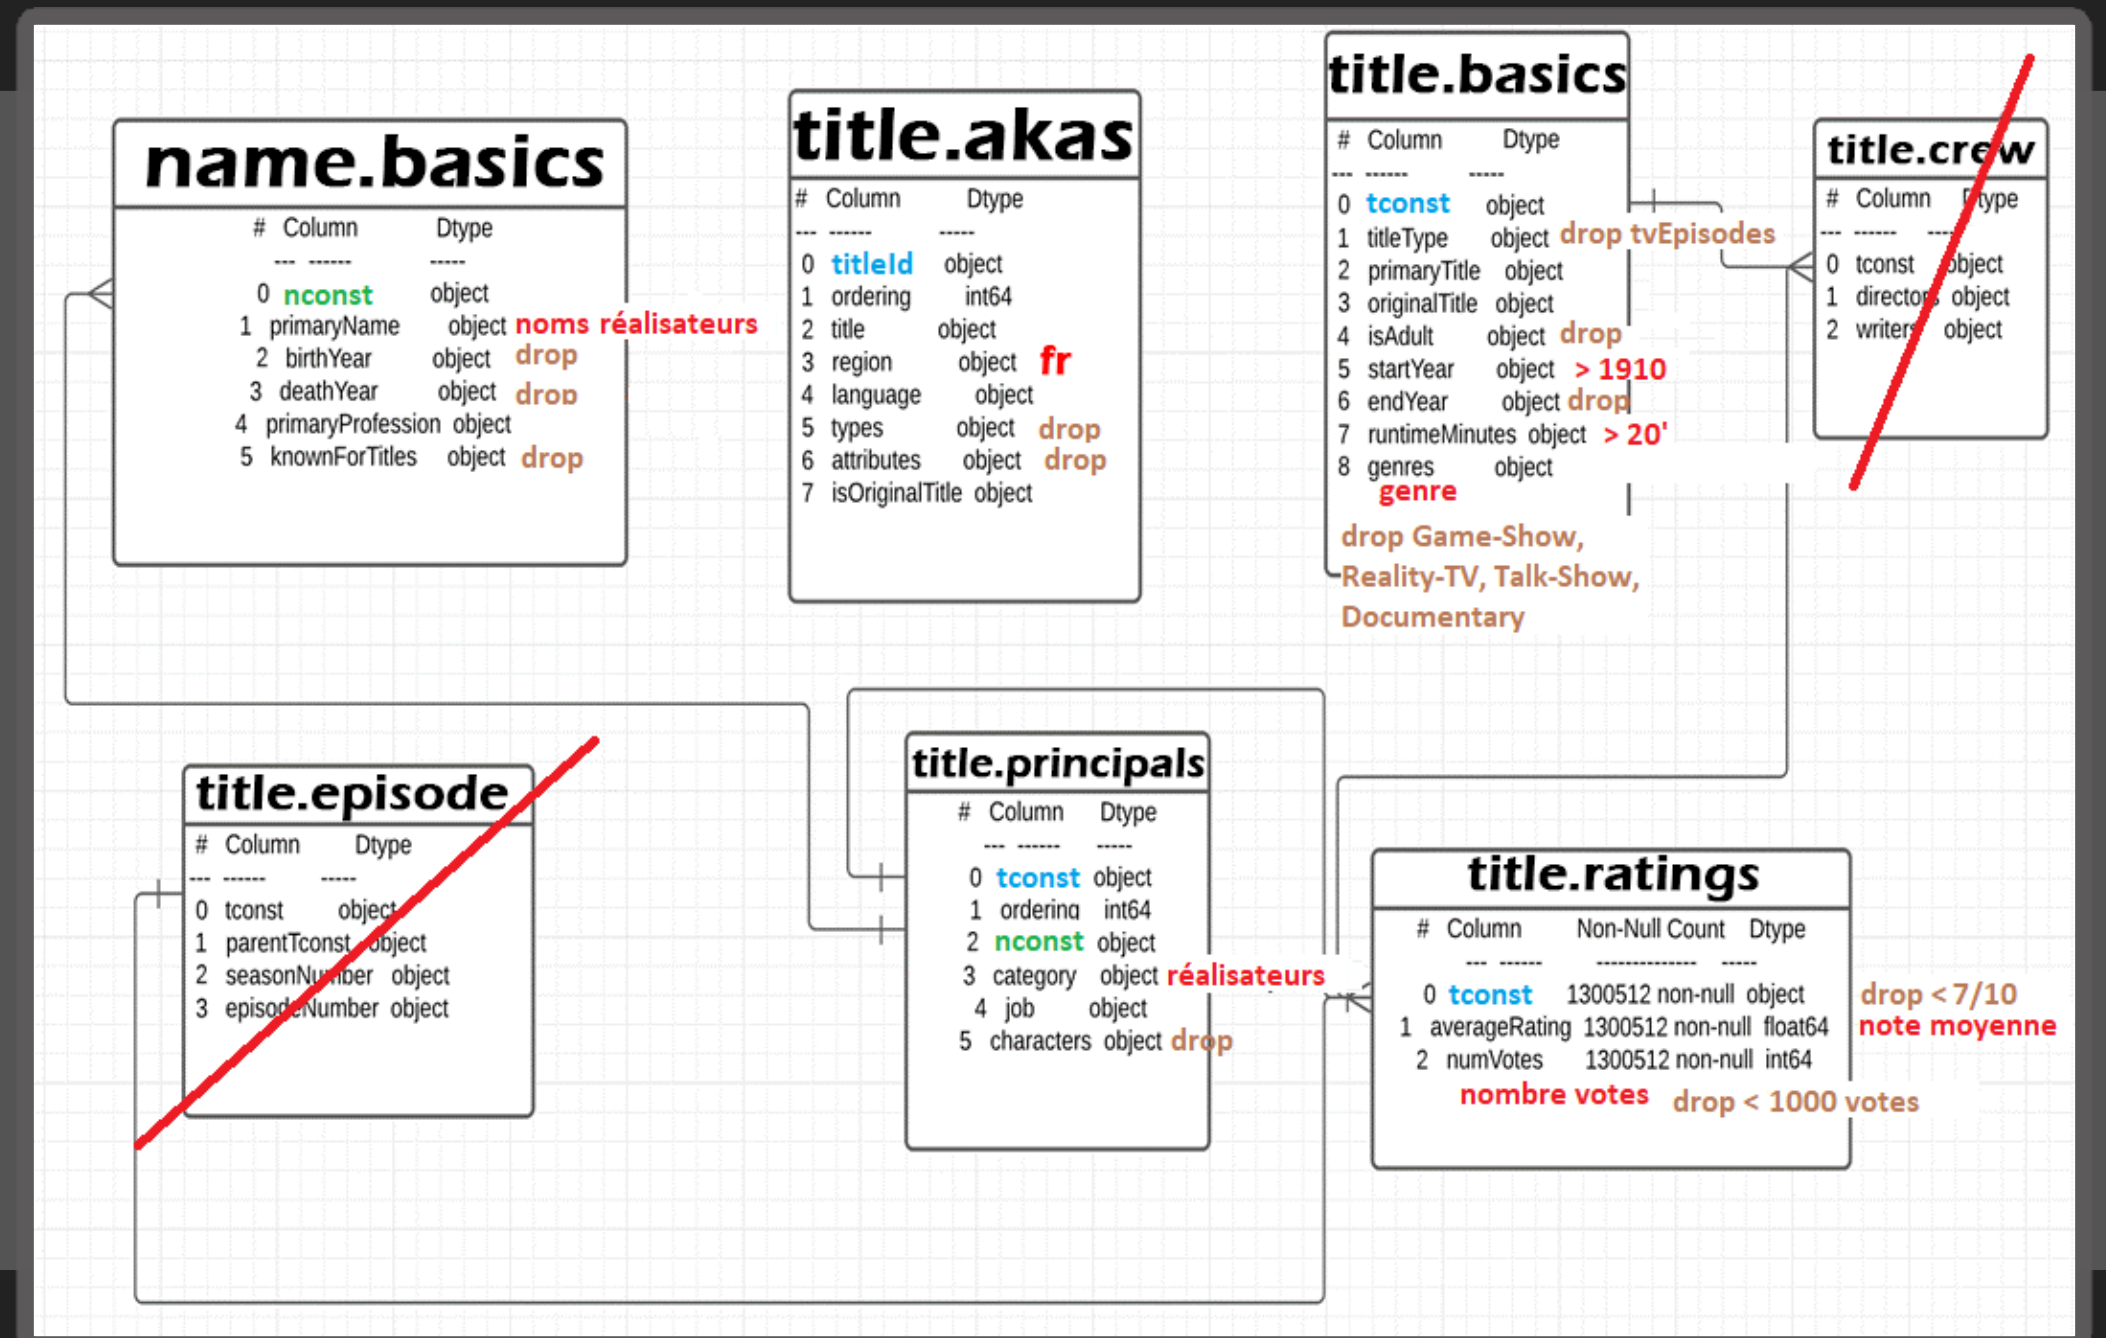 name.basics
# Column Dtype
--- ------ -----
0 nconst object
1 primaryName object noms réalisateurs
2 birthYear object drop
3 deathYear object drop
4 primaryProfession object
5 knownForTitles object drop
title.akas
# Column Dtype
--- ------ -----
0 titleId object
1 ordering int64
2 title object
3 region object fr
4 language object
5 types object drop
6 attributes object drop
7 isOriginalTitle object
title.basics
# Column Dtype
--- ------ -----
0 tconst object
1 titleType object drop tvEpisodes
2 primaryTitle object
3 originalTitle object
4 isAdult object drop
5 startYear object > 1910
6 endYear object drop
7 runtimeMinutes object > 20'
8 genres object
genre
drop Game-Show,
Reality-TV, Talk-Show,
Documentary
title.crew
# Column Dtype
--- ------ ----
0 tconst object
1 directors object
2 writers object
title.episode
# Column Dtype
--- ------ -----
0 tconst object
1 parentTconst object
2 seasonNumber object
3 episodeNumber object
title.principals
# Column Dtype
--- ------ -----
0 tconst object
1 ordering int64
2 nconst object
3 category object réalisateurs
4 job object
5 characters object drop
title.ratings
# Column Non-Null Count Dtype
--- ------ -------------- -----
0 tconst 1300512 non-null object drop < 7/10
1 averageRating 1300512 non-null float64 note moyenne
2 numVotes 1300512 non-null int64
nombre votes drop < 1000 votes